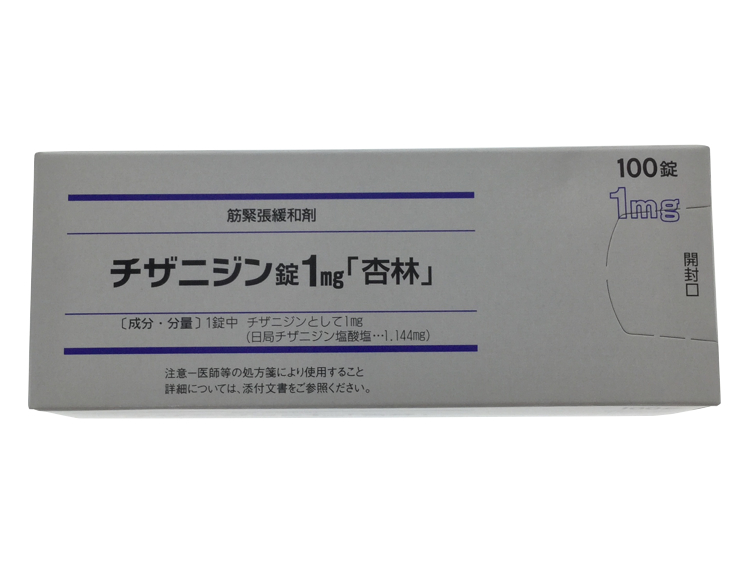 100錠
1mg
筋緊張緩和剤
チザニジン錠1mg「杏林」
〔成分・分量〕1錠中 チザニジンとして1mg
(日局チザニジン塩酸塩…1.144mg)
注意−医師等の処方箋により使用すること
詳細については、添付文書をご参照ください。
開封口